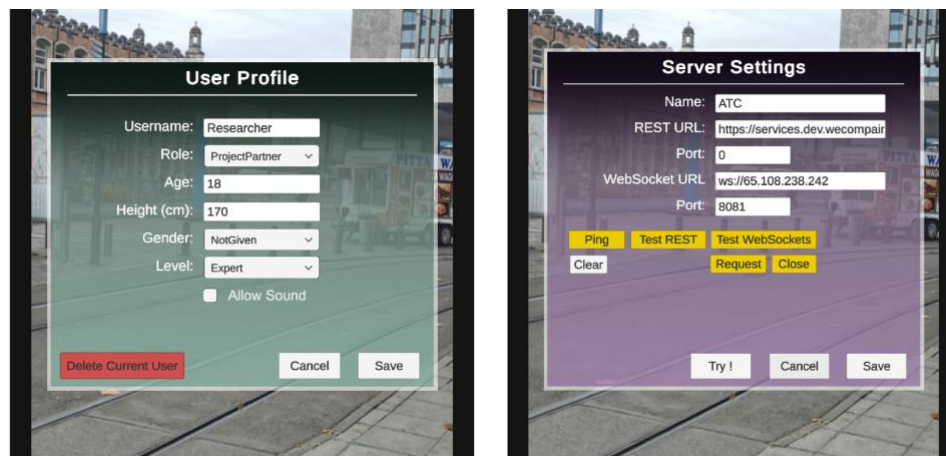 User Profile
Username: Researcher
Role: ProjectPartner
Age: 18
Height (cm): 170
Gender: NotGiven
Level: Expert
Allow Sound
Delete Current User Cancel Save
PITTA
Server Settings
Name: ATC
REST URL: https://services.dev.wecompair
Port: 0
WebSocket URL ws://65.108.238.242
Port: 8081
Ping Test REST Test WebSockets
Clear Request Close
Try ! Cancel Save
PITTA